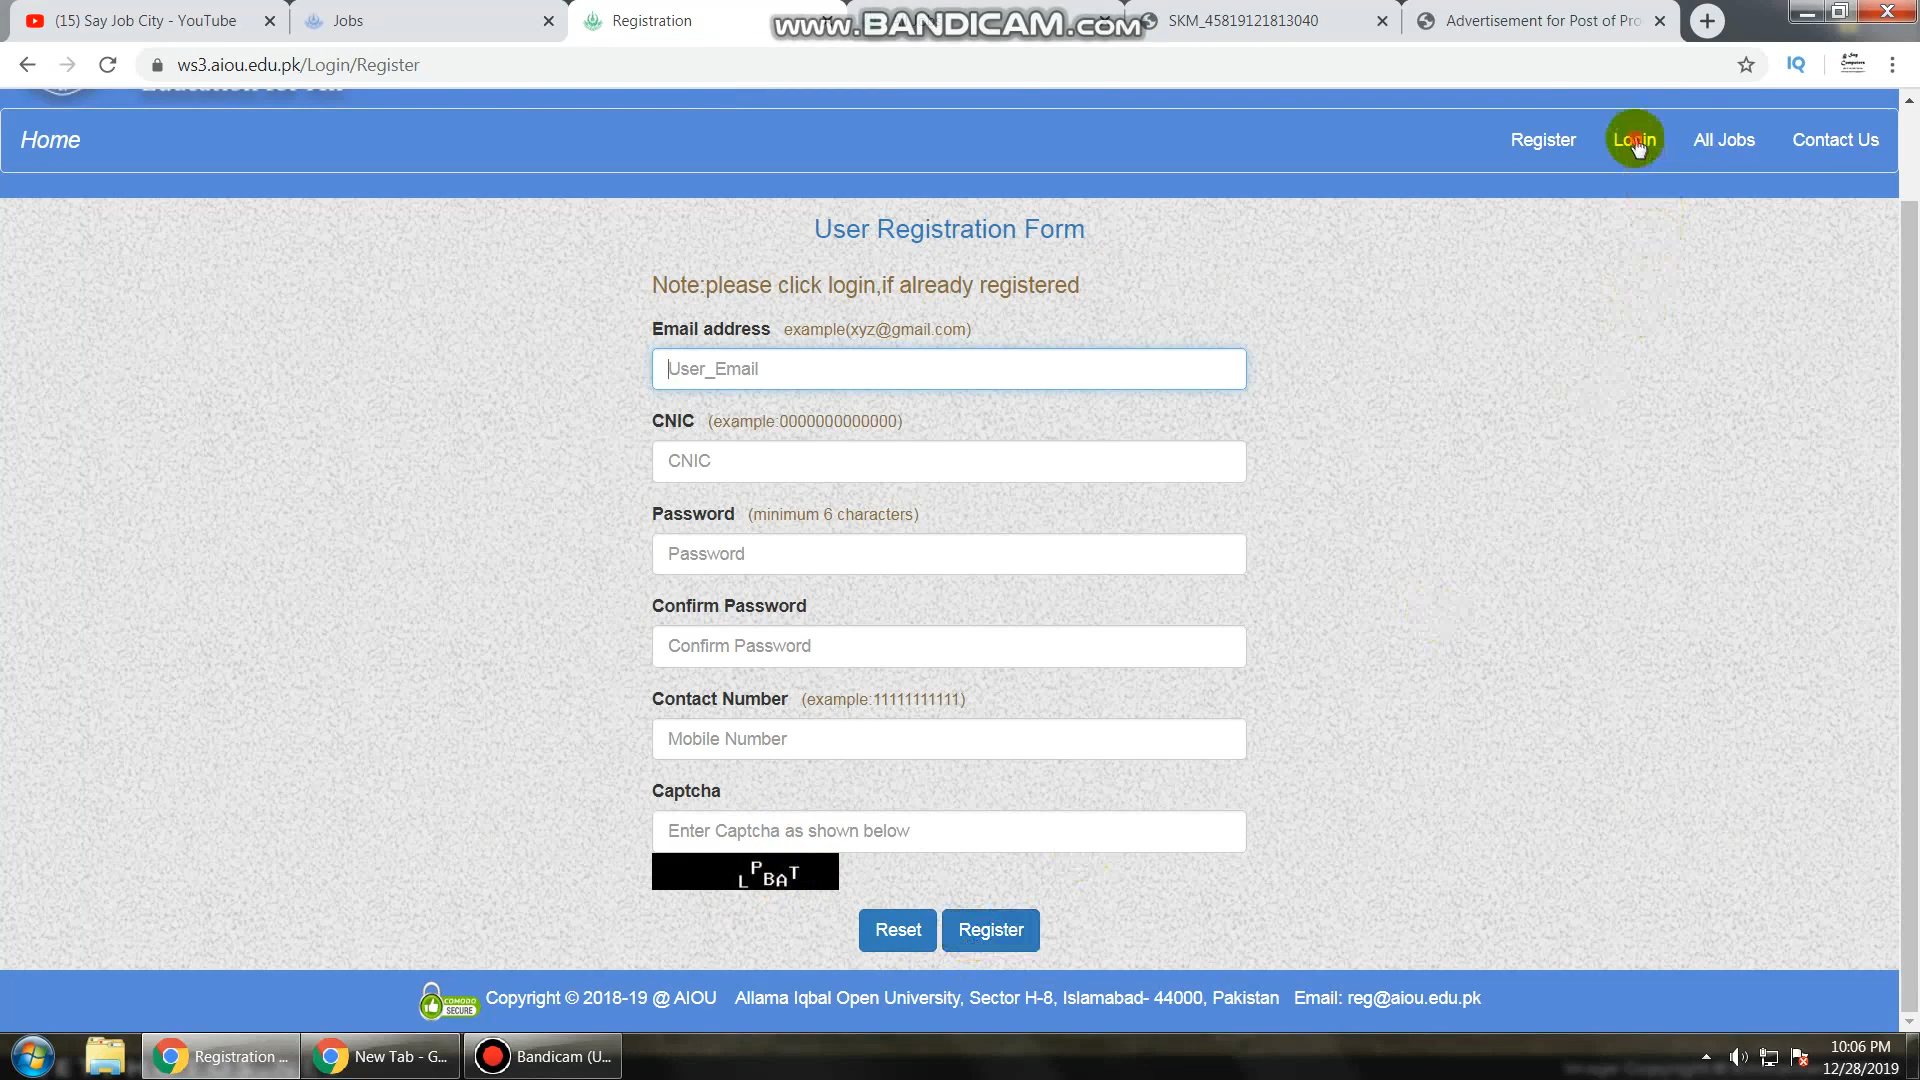 (15) Say Job City - YouTube
Jobs
Registration
www.BANDICAM.com
SKM_45819121813040
Advertisement for Post of Pro
ws3.aiou.edu.pk/Login/Register
IQ
Home
Register
Login
All Jobs
Contact Us
User Registration Form
Note:please click login,if already registered
Email address example(xyz@gmail.com)
User_Email
CNIC (example:0000000000000)
CNIC
Password (minimum 6 characters)
Password
Confirm Password
Confirm Password
Contact Number (example:11111111111)
Mobile Number
Captcha
Enter Captcha as shown below
LPBAT
Reset
Register
COMODO
SECURE
Copyright © 2018-19 @ AIOU Allama Iqbal Open University, Sector H-8, Islamabad- 44000, Pakistan Email: reg@aiou.edu.pk
Registration ...
New Tab - G...
Bandicam (U...
10:06 PM
12/28/2019